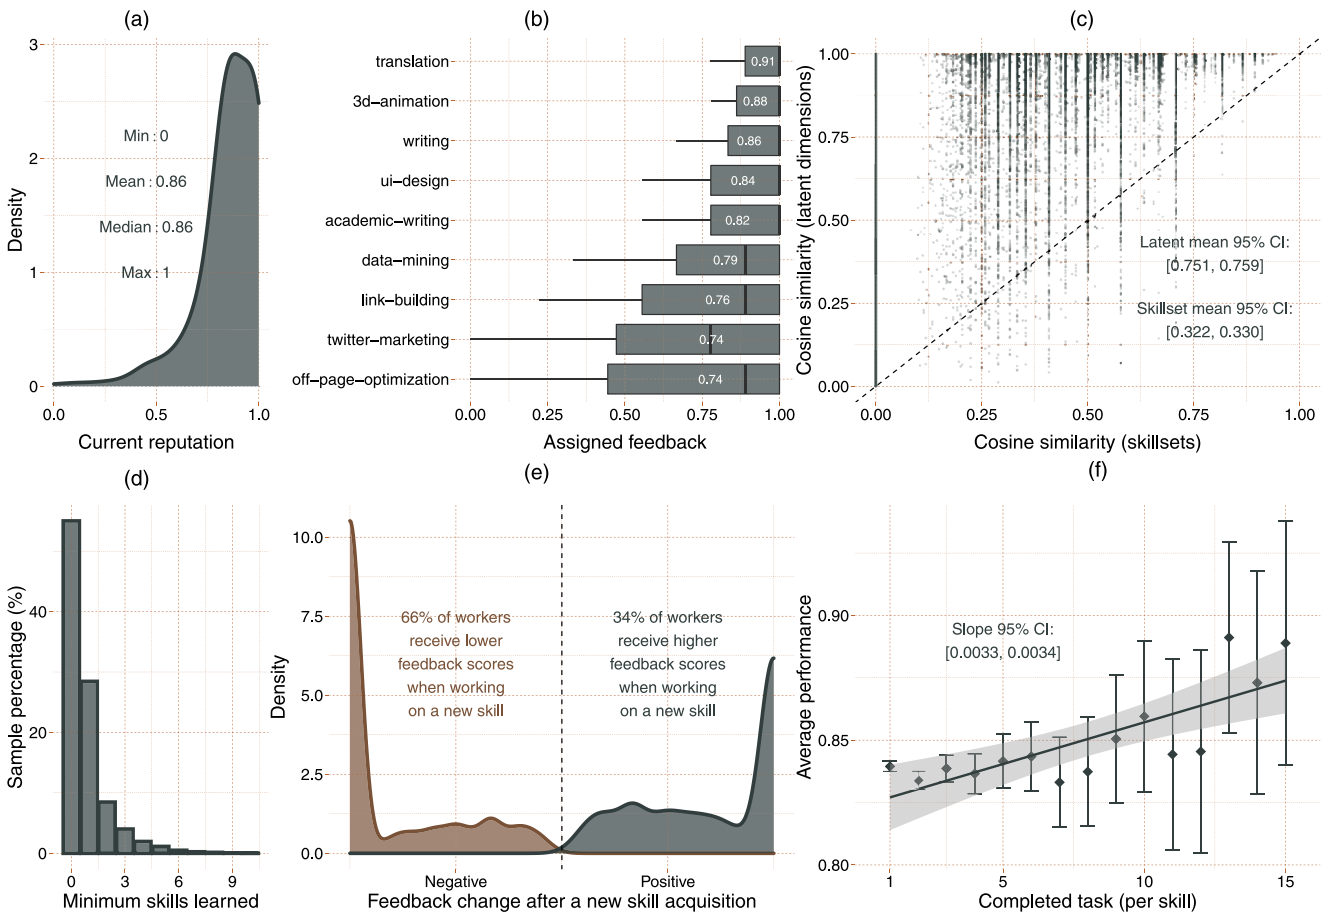 (a)
3
2
1
0
Density
Min : 0
Mean : 0.86
Median : 0.86
Max : 1
0.0
0.5
1.0
Current reputation
(b)
translation
0.91
3d−animation
0.88
writing
0.86
ui−design
0.84
academic−writing
0.82
data−mining
0.79
link−building
0.76
twitter−marketing
0.74
off−page−optimization
0.74
0.00
0.25
0.50
0.75
1.00
Assigned feedback
(c)
Cosine similarity (latent dimensions)
1.00
0.75
0.50
0.25
0.00
Latent mean 95% CI:
[0.751, 0.759]
Skillset mean 95% CI:
[0.322, 0.330]
0.00
0.25
0.50
0.75
1.00
Cosine similarity (skillsets)
(d)
Sample percentage (%)
40
20
0
0
3
6
9
Minimum skills learned
(e)
Density
10.0
7.5
5.0
2.5
0.0
66% of workers
receive lower
feedback scores
when working
on a new skill
34% of workers
receive higher
feedback scores
when working
on a new skill
Negative
Positive
Feedback change after a new skill acquisition
(f)
Average performance
0.90
0.85
0.80
Slope 95% CI:
[0.0033, 0.0034]
1
5
10
15
Completed task (per skill)